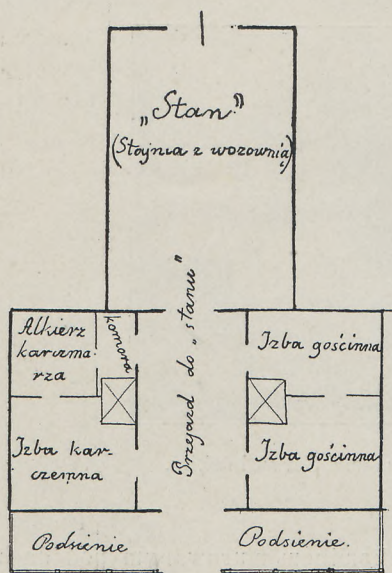 „Stan”
(Stajnia z wozownią)
Przejazd do „stanu”
Alkierz
karczma-
rza
komora
Izba gościnna
Izba kar-
czemna
Izba gościnna
Podsienie
Podsienie.